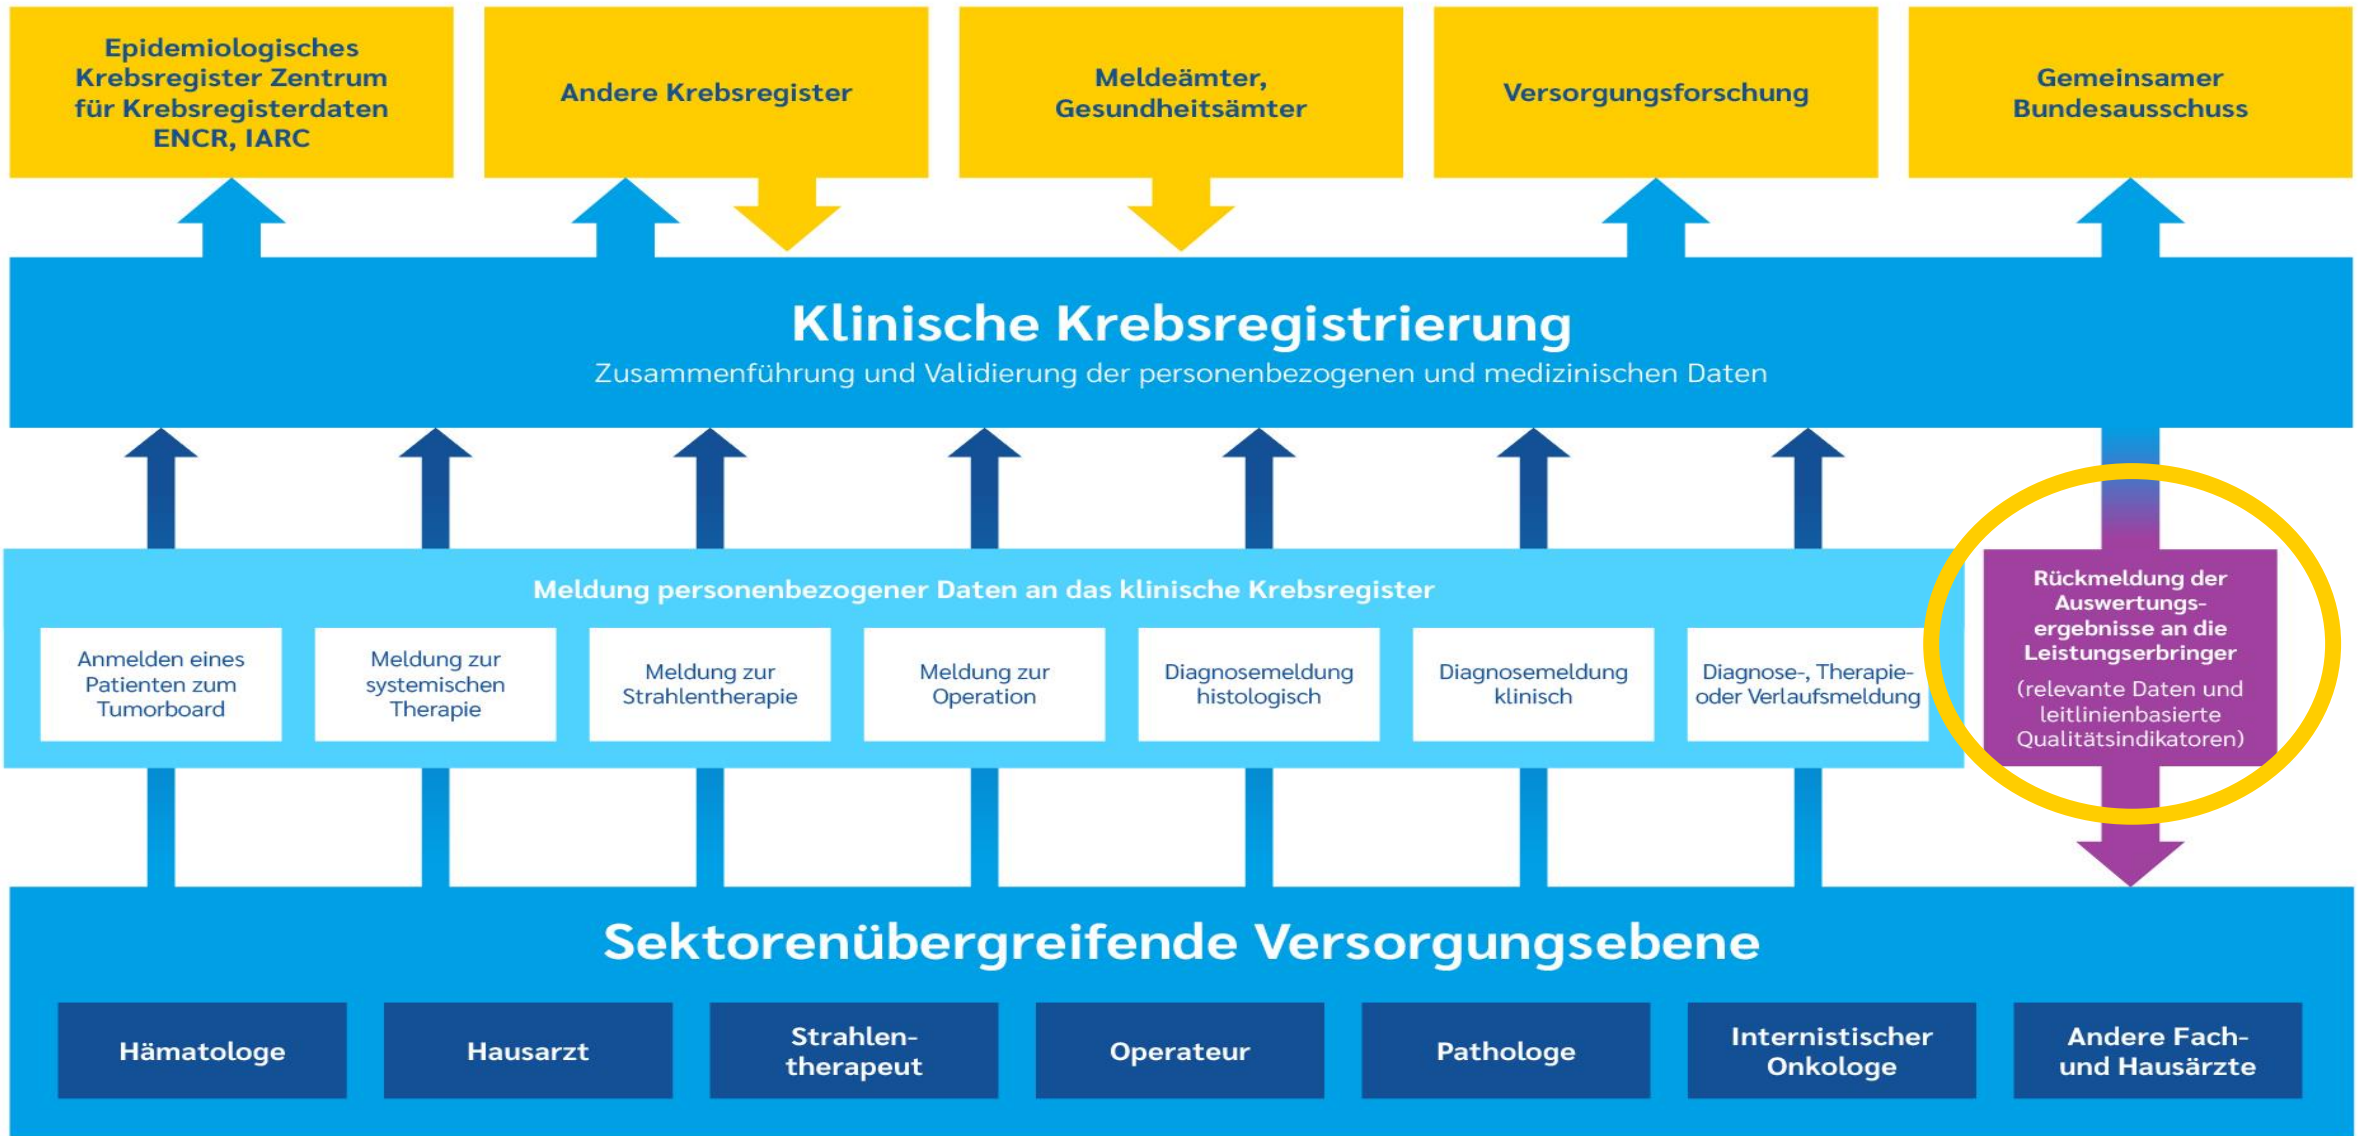 Epidemiologisches
Krebsregister Zentrum
für Krebsregisterdaten
ENCR, IARC
Andere Krebsregister
Meldeämter,
Gesundheitsämter
Versorgungsforschung
Gemeinsamer
Bundesausschuss
Klinische Krebsregistrierung
Zusammenführung und Validierung der personenbezogenen und medizinischen Daten
Meldung personenbezogener Daten an das klinische Krebsregister
Anmelden eines
Patienten zum
Tumorboard
Meldung zur
systemischen
Therapie
Meldung zur
Strahlentherapie
Meldung zur
Operation
Diagnosemeldung
histologisch
Diagnosemeldung
klinisch
Diagnose-, Therapie-
oder Verlaufsmeldung
Rückmeldung der
Auswertungs-
ergebnisse an die
Leistungserbringer
(relevante Daten und
leitlinienbasierte
Qualitätsindikatoren)
Sektorenübergreifende Versorgungsebene
Hämatologe
Hausarzt
Strahlen-
therapeut
Operateur
Pathologe
Internistischer
Onkologe
Andere Fach-
und Hausärzte